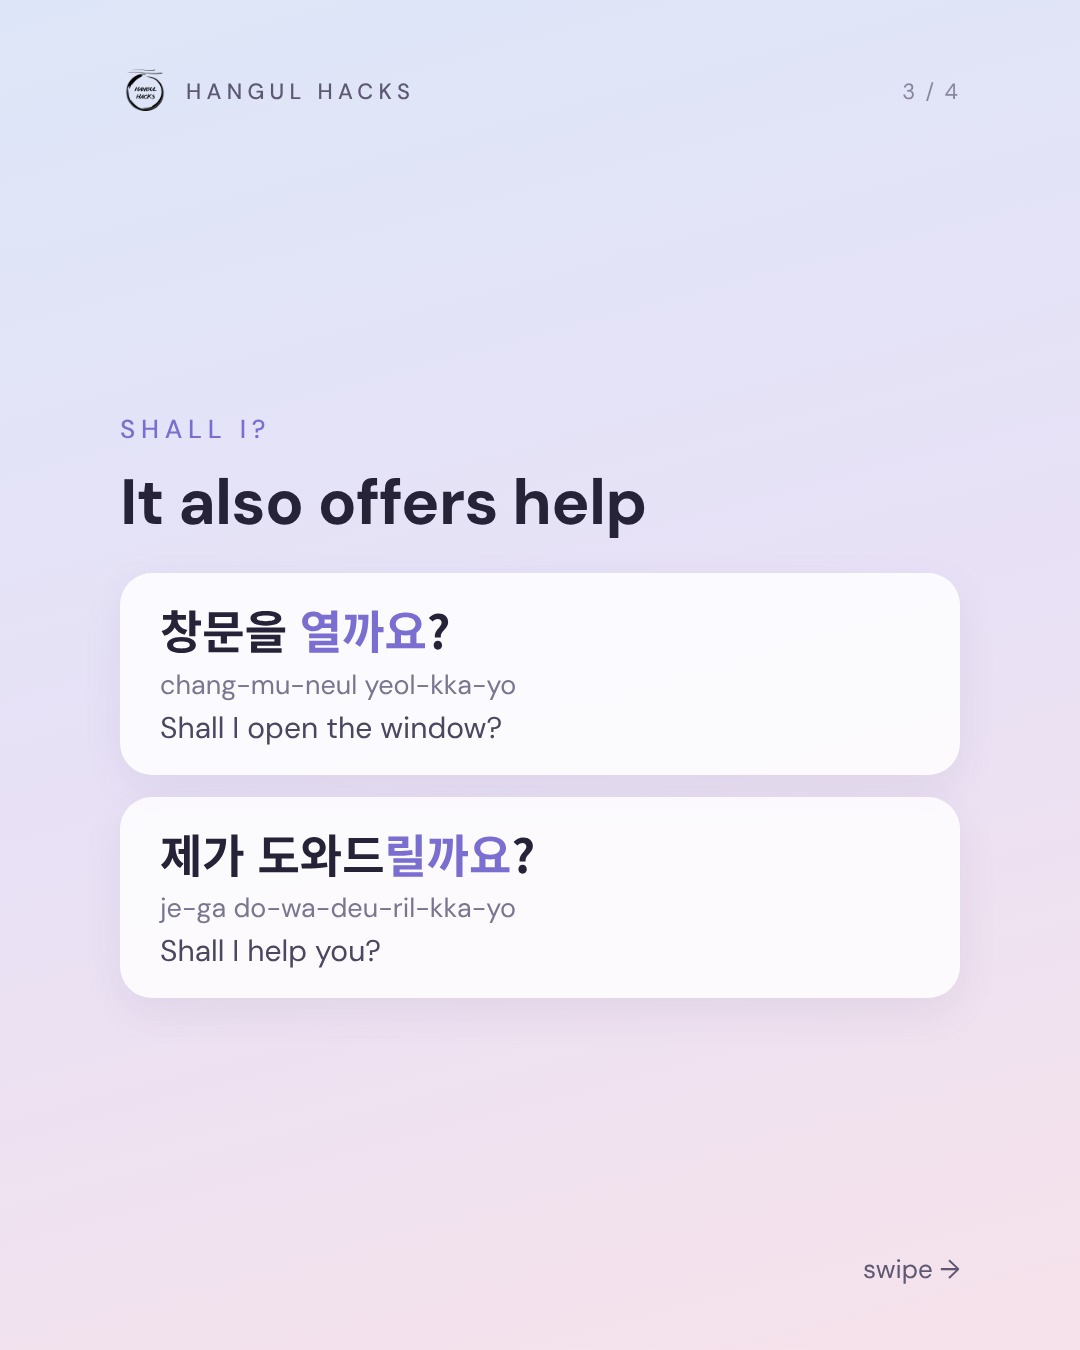 HANGUL HACKS
HANGUL HACKS
3 / 4
SHALL I?
It also offers help
창문을 열까요?
chang-mu-neul yeol-kka-yo
Shall I open the window?
제가 도와드릴까요?
je-ga do-wa-deu-ril-kka-yo
Shall I help you?
swipe →